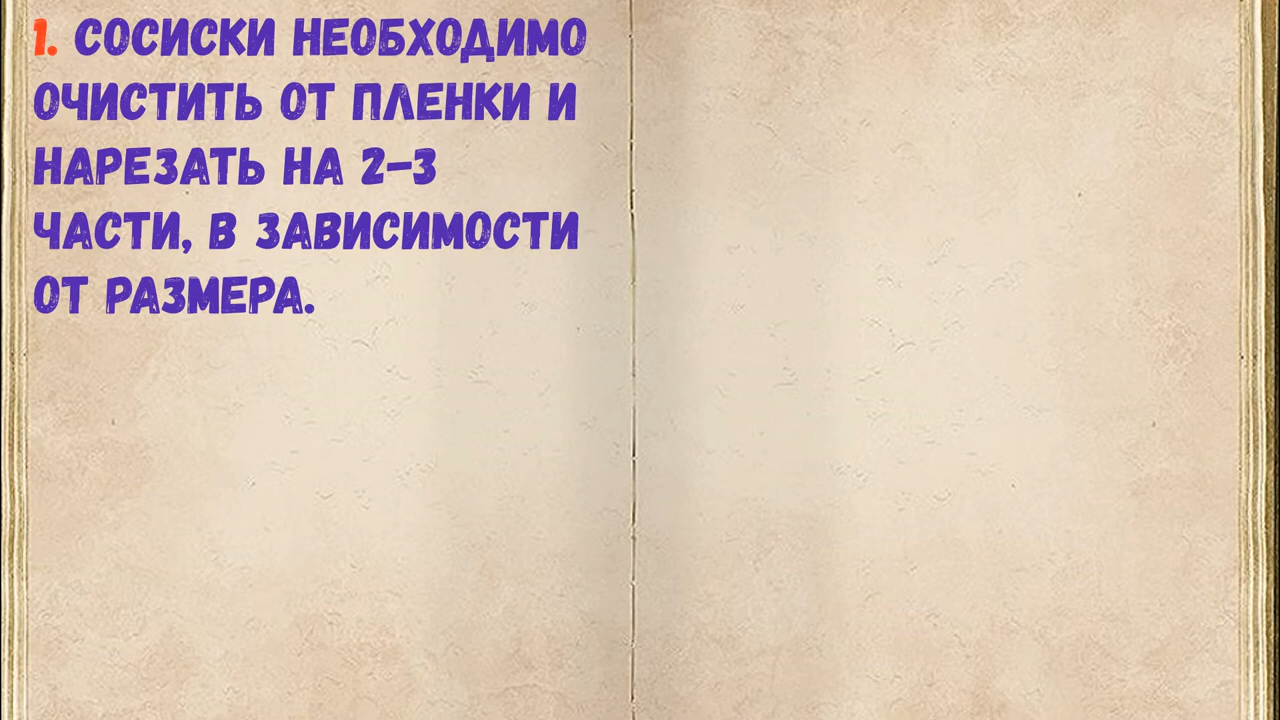 1. СОСИСКИ НЕОБХОДИМО
ОЧИСТИТЬ ОТ ПЛЕНКИ И
НАРЕЗАТЬ НА 2-3
ЧАСТИ, В ЗАВИСИМОСТИ
ОТ РАЗМЕРА.